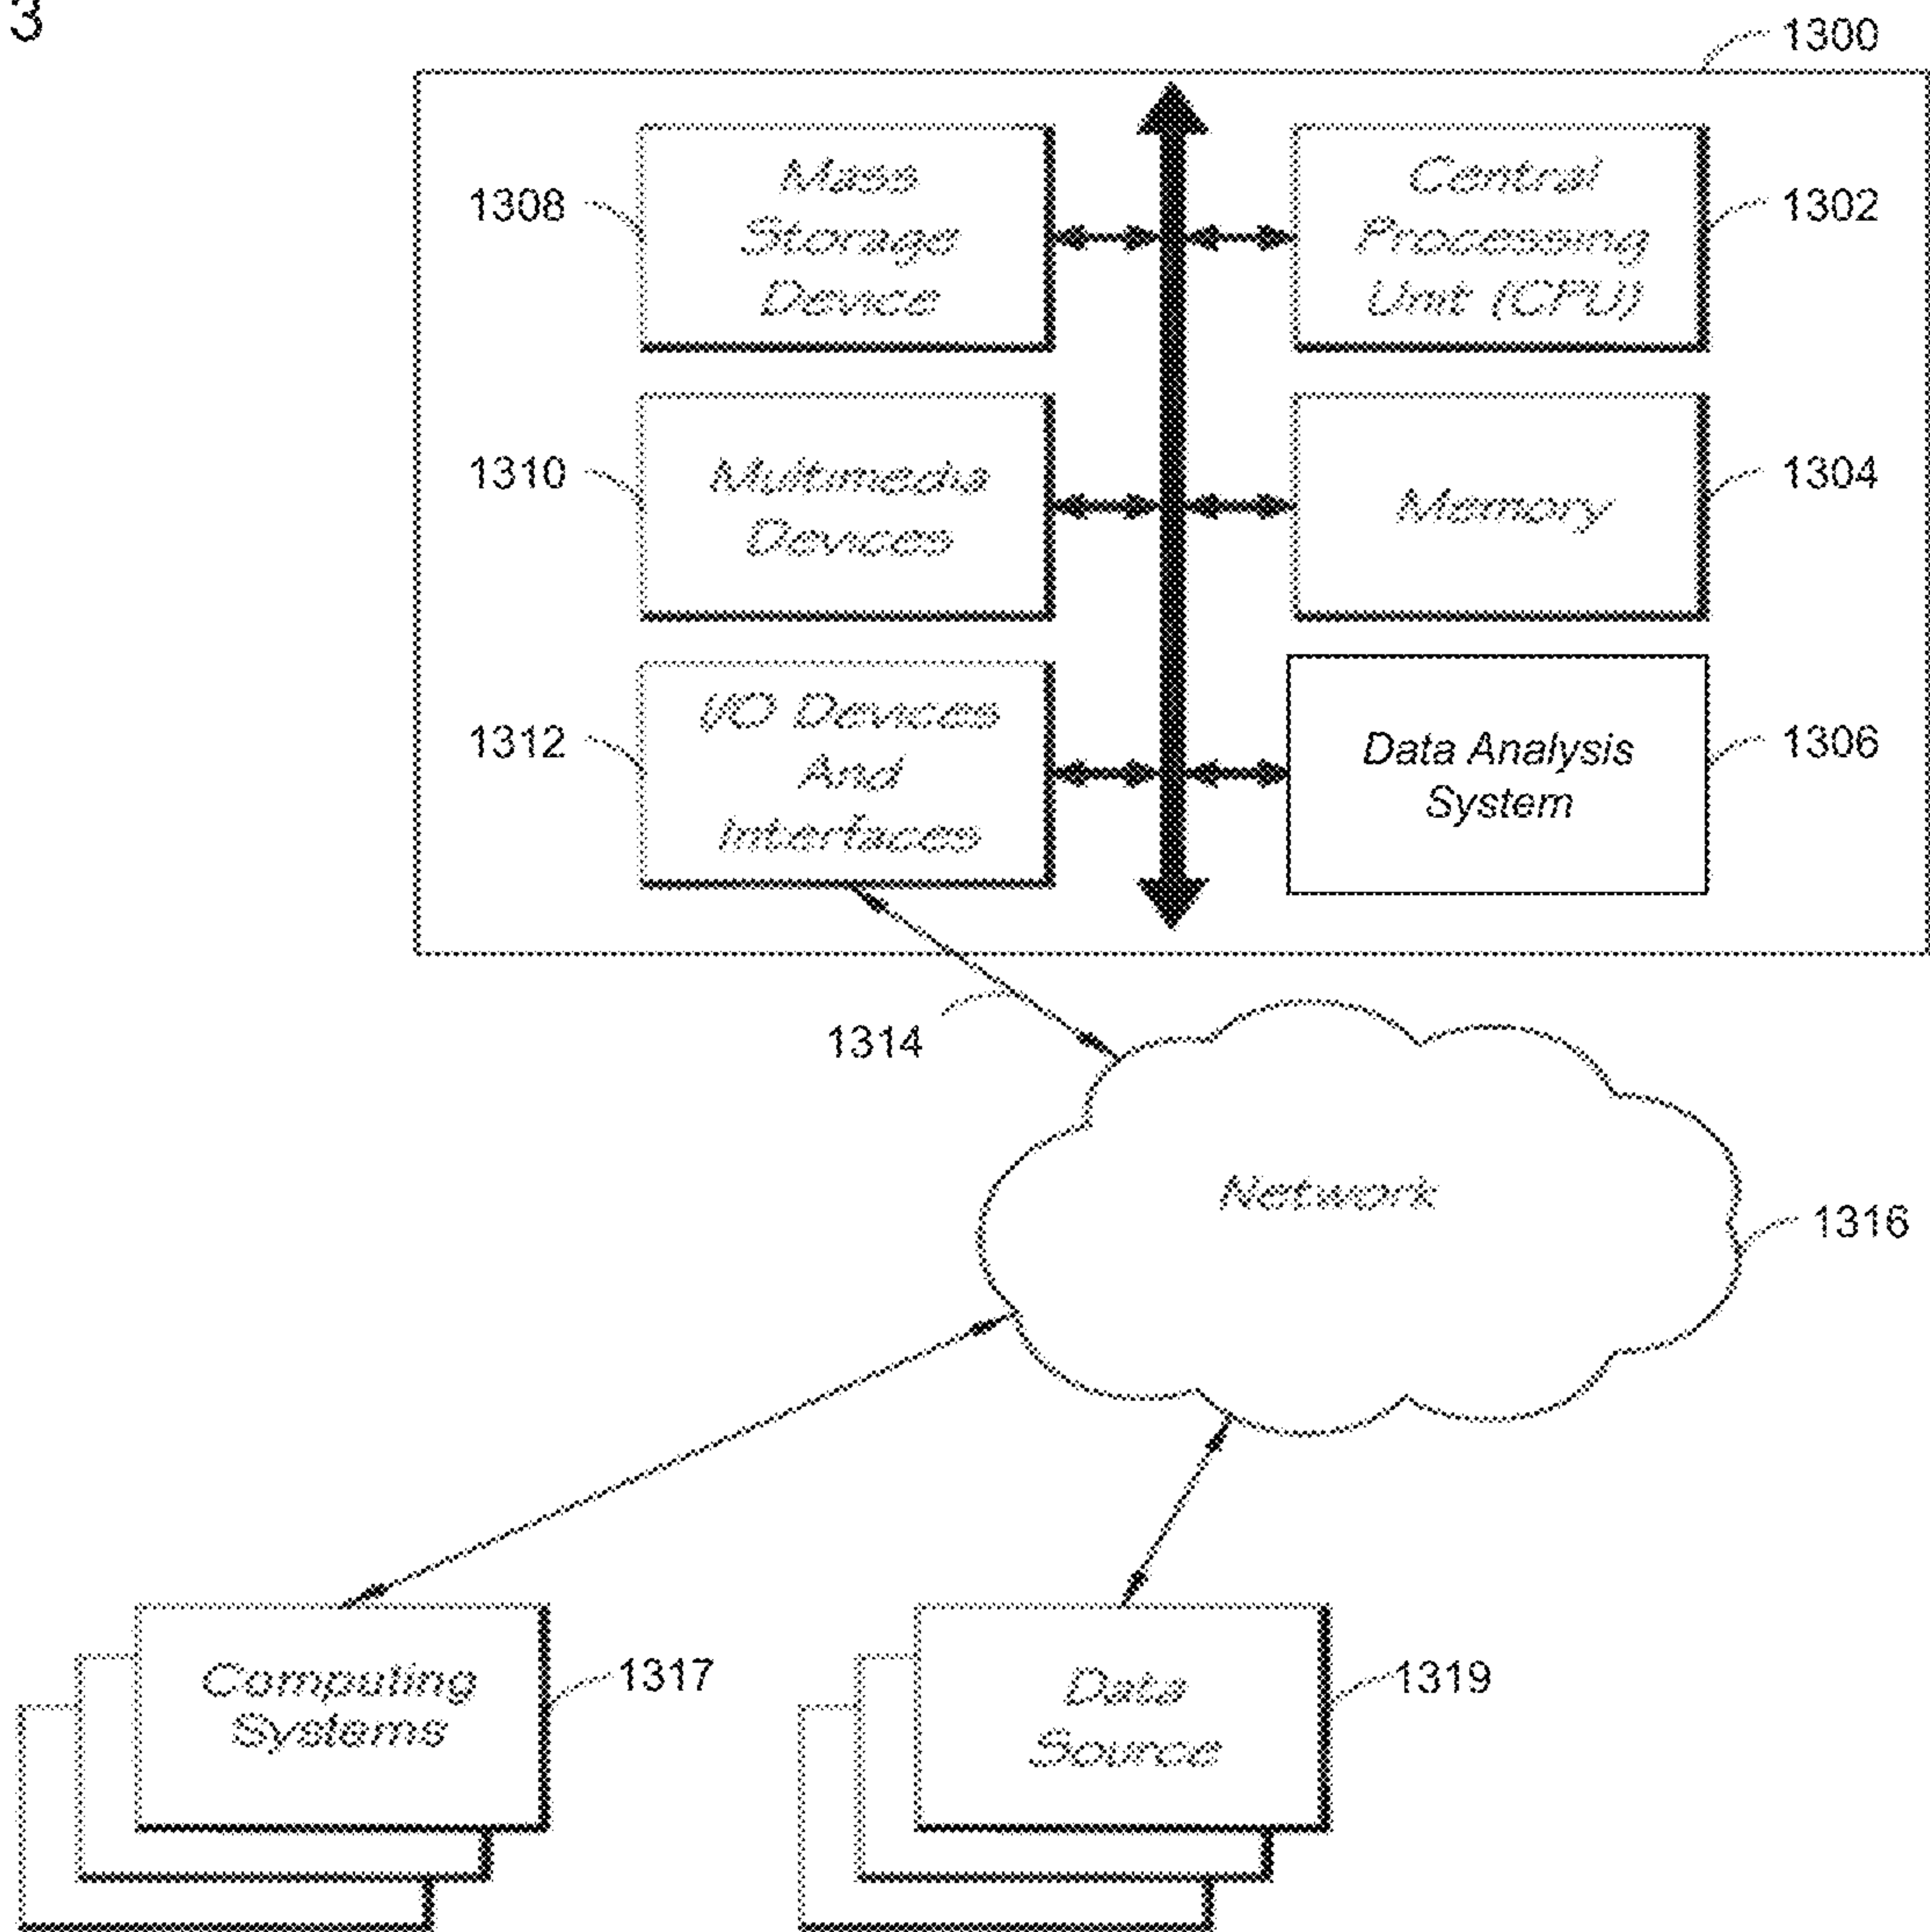 3
1300
Mass
Storage
Device
1308
Central
Processing
Unit (CPU)
1302
Multimedia
Devices
1310
Memory
1304
I/O Devices
And
Interfaces
1312
Data Analysis
System
1306
1314
Network
1316
Computing
Systems
1317
Data
Source
1319